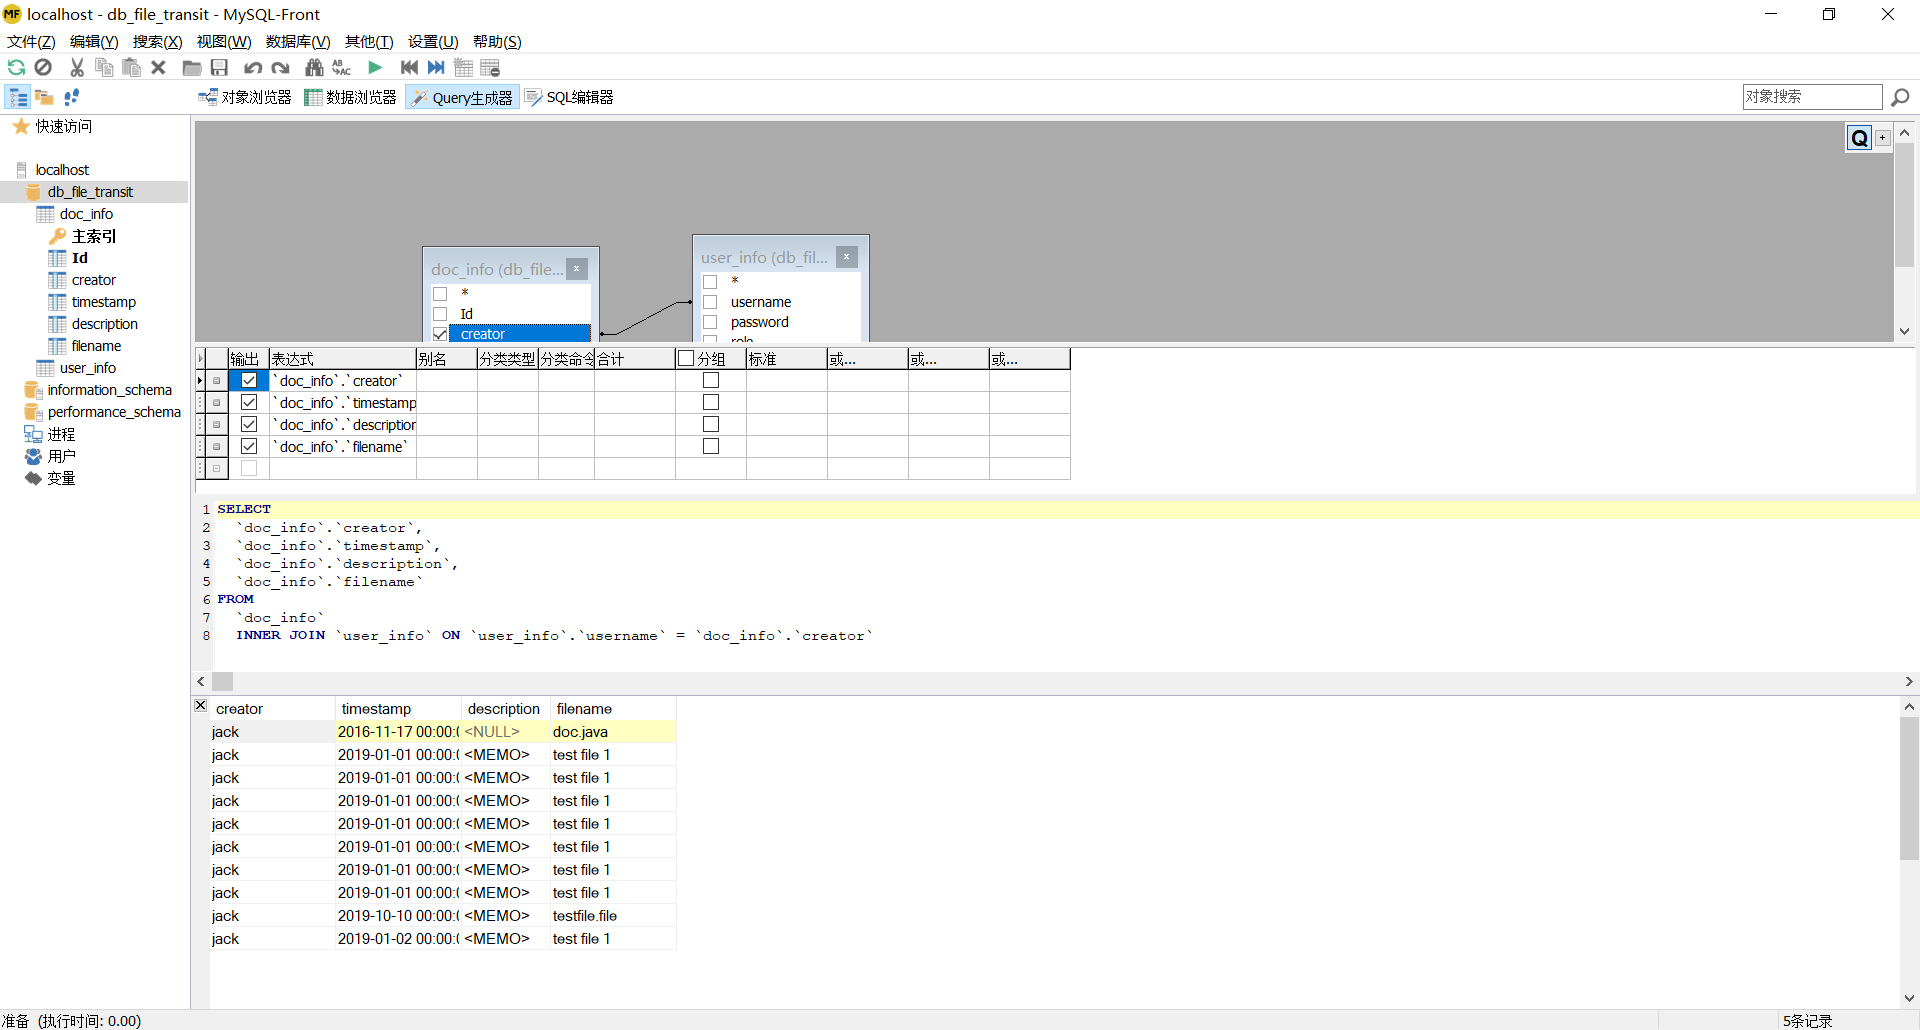 localhost - db_file_transit - MySQL-Front
文件(Z) 编辑(Y) 搜索(X) 视图(W) 数据库(V) 其他(T) 设置(U) 帮助(S)
对象浏览器 数据浏览器 Query生成器 SQL编辑器 对象搜索
快速访问
localhost
db_file_transit
doc_info
主索引
Id
creator
timestamp
description
filename
user_info
information_schema
performance_schema
进程
用户
变量
Q +
doc_info (db_file... x
*
Id
creator
user_info (db_fil... x
*
username
password
role
输出 表达式 别名 分类类型 分类命令 合计 分组 标准 或... 或... 或...
`doc_info`.`creator`
`doc_info`.`timestamp
`doc_info`.`description
`doc_info`.`filename`
1 SELECT
2 `doc_info`.`creator`,
3 `doc_info`.`timestamp`,
4 `doc_info`.`description`,
5 `doc_info`.`filename`
6 FROM
7 `doc_info`
8 INNER JOIN `user_info` ON `user_info`.`username` = `doc_info`.`creator`
creator timestamp description filename
jack 2016-11-17 00:00:0 <NULL> doc.java
jack 2019-01-01 00:00:0 <MEMO> test file 1
jack 2019-01-01 00:00:0 <MEMO> test file 1
jack 2019-01-01 00:00:0 <MEMO> test file 1
jack 2019-01-01 00:00:0 <MEMO> test file 1
jack 2019-01-01 00:00:0 <MEMO> test file 1
jack 2019-01-01 00:00:0 <MEMO> test file 1
jack 2019-01-01 00:00:0 <MEMO> test file 1
jack 2019-10-10 00:00:0 <MEMO> testfile.file
jack 2019-01-02 00:00:0 <MEMO> test file 1
准备 (执行时间: 0.00) 5条记录